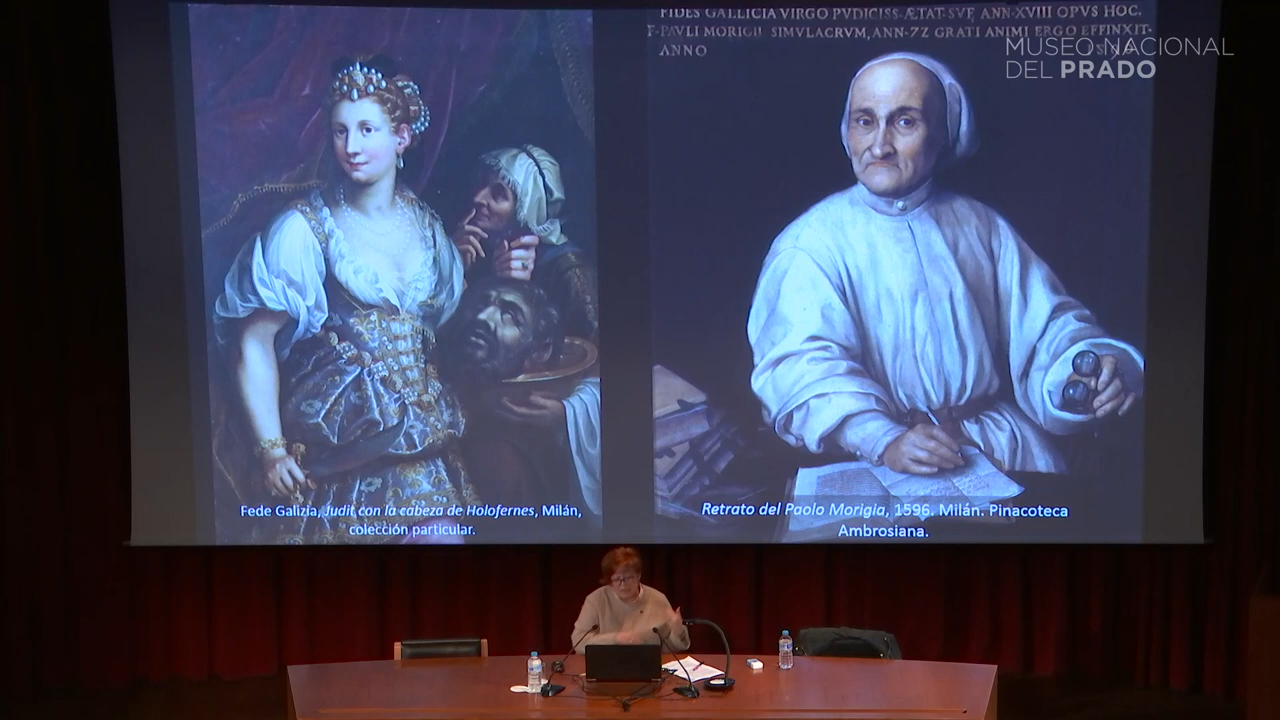 FIDES GALLICIA VIRGO PVDICISS ÆTAT·SVÆ ANN·XVIII OPVS HOC.
PAVLI MORIGII SIMVLACRVM, ANN·72 GRATI ANIMI ERGO EFFINXIT·
ANNO
MUSEO NACIONAL
DEL PRADO
Fede Galizia, Judit con la cabeza de Holofernes, Milán,
colección particular.
Retrato del Paolo Morigia, 1596. Milán. Pinacoteca
Ambrosiana.